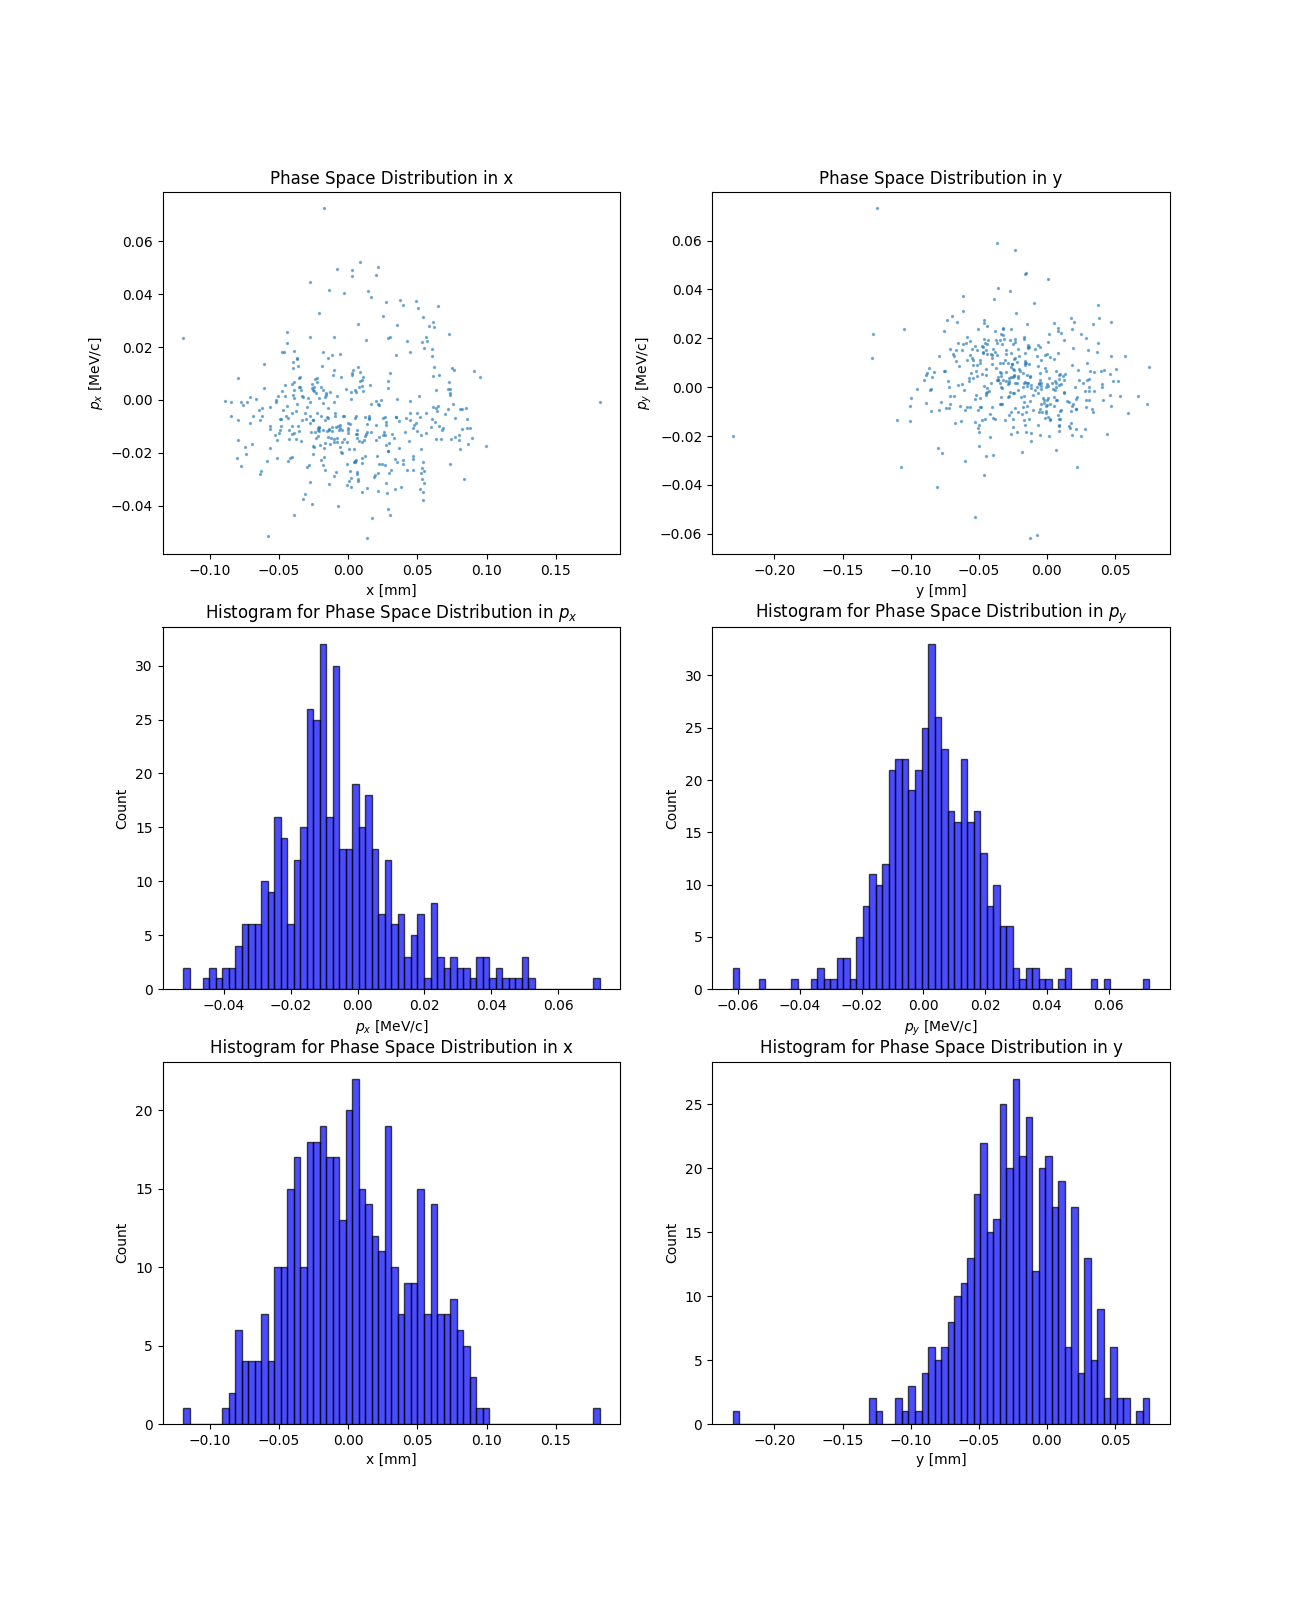 Phase Space Distribution in x
0.06
0.04
0.02
0.00
−0.02
−0.04
p_x [MeV/c]
−0.10 −0.05 0.00 0.05 0.10 0.15
x [mm]
Phase Space Distribution in y
0.06
0.04
0.02
0.00
−0.02
−0.04
−0.06
p_y [MeV/c]
−0.20 −0.15 −0.10 −0.05 0.00 0.05
y [mm]
Histogram for Phase Space Distribution in p_x
30
25
20
15
10
5
0
Count
−0.04 −0.02 0.00 0.02 0.04 0.06
p_x [MeV/c]
Histogram for Phase Space Distribution in p_y
30
25
20
15
10
5
0
Count
−0.06 −0.04 −0.02 0.00 0.02 0.04 0.06
p_y [MeV/c]
Histogram for Phase Space Distribution in x
20
15
10
5
0
Count
−0.10 −0.05 0.00 0.05 0.10 0.15
x [mm]
Histogram for Phase Space Distribution in y
25
20
15
10
5
0
Count
−0.20 −0.15 −0.10 −0.05 0.00 0.05
y [mm]